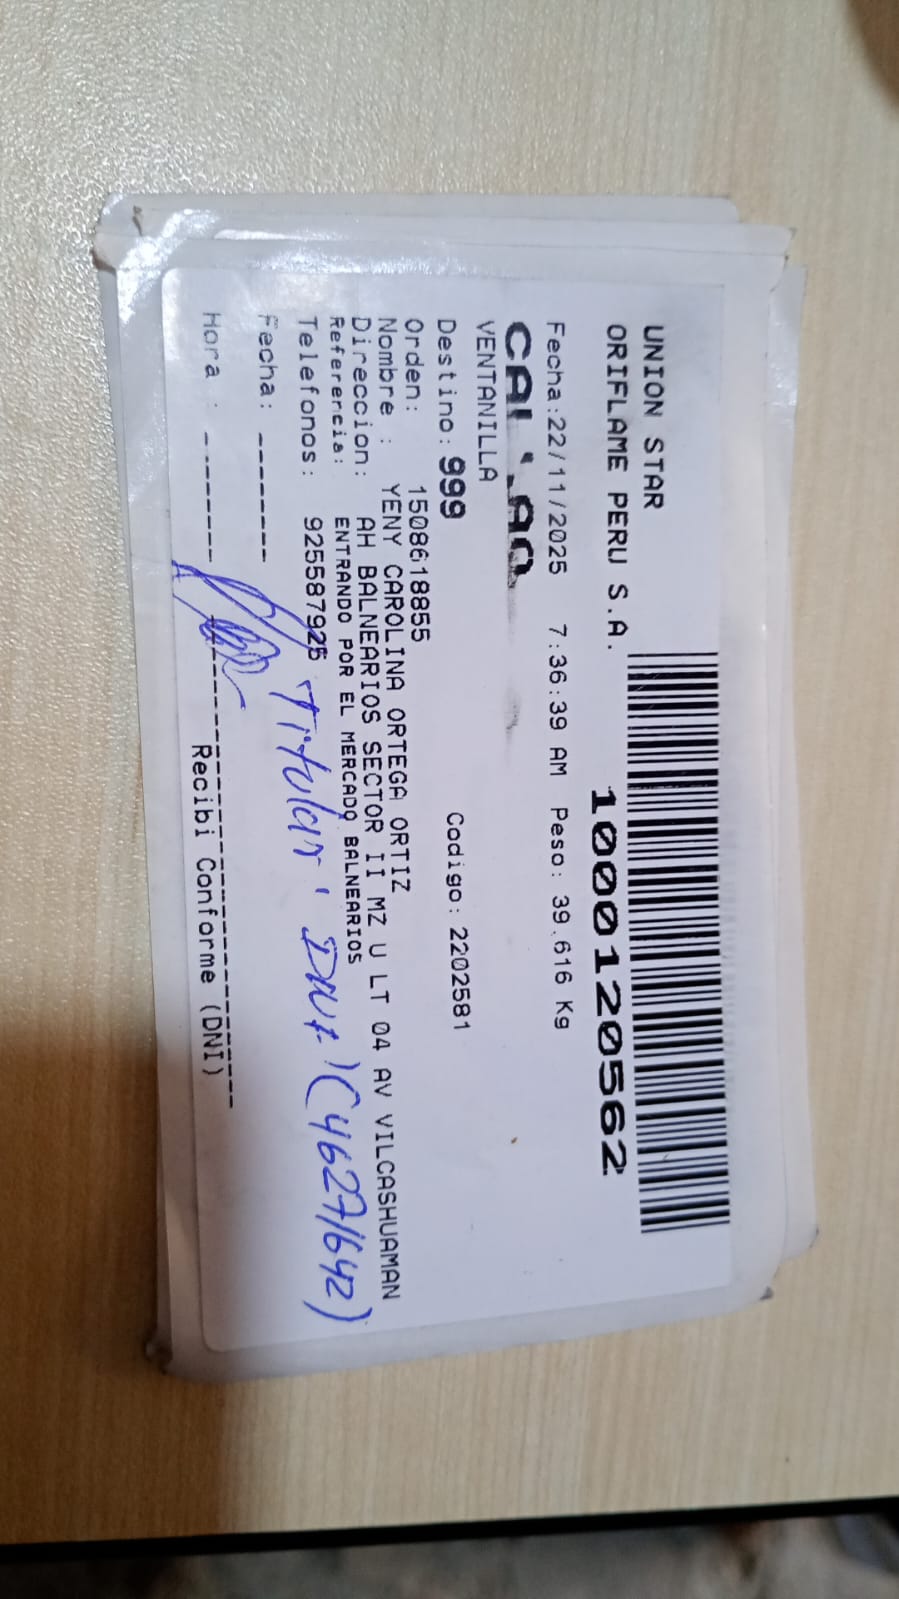 UNION STAR
ORIFLAME PERU S.A.
1000120562
Fecha:22/11/2025 7:36:39 AM Peso: 39.616 Kg
CALLAO
VENTANILLA
Destino: 999 Codigo: 2202581
Orden: 1508618855
Nombre : YENY CAROLINA ORTEGA ORTIZ
Direccion: AH BALNEARIOS SECTOR II MZ U LT 04 AV VILCASHUAMAN
Referencia: ENTRANDO POR EL MERCADO BALNEARIOS
Telefonos: 925587925
Titular, DNI (46271642)
Fecha: ------
Hora : -------
Recibi Conforme (DNI)